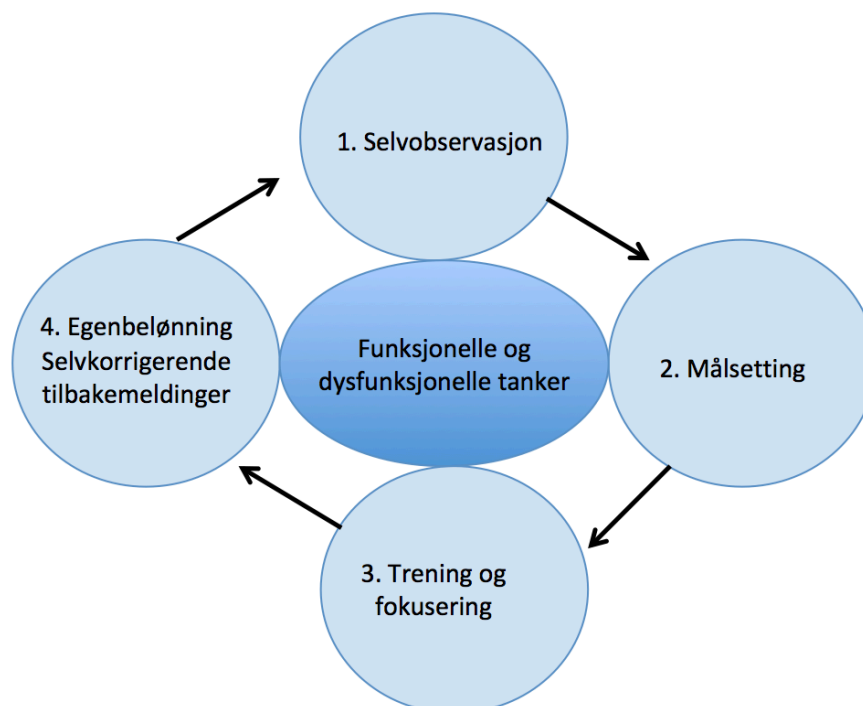 1. Selvobservasjon
2. Målsetting
3. Trening og
fokusering
4. Egenbelønning
Selvkorrigerende
tilbakemeldinger
Funksjonelle og
dysfunksjonelle tanker